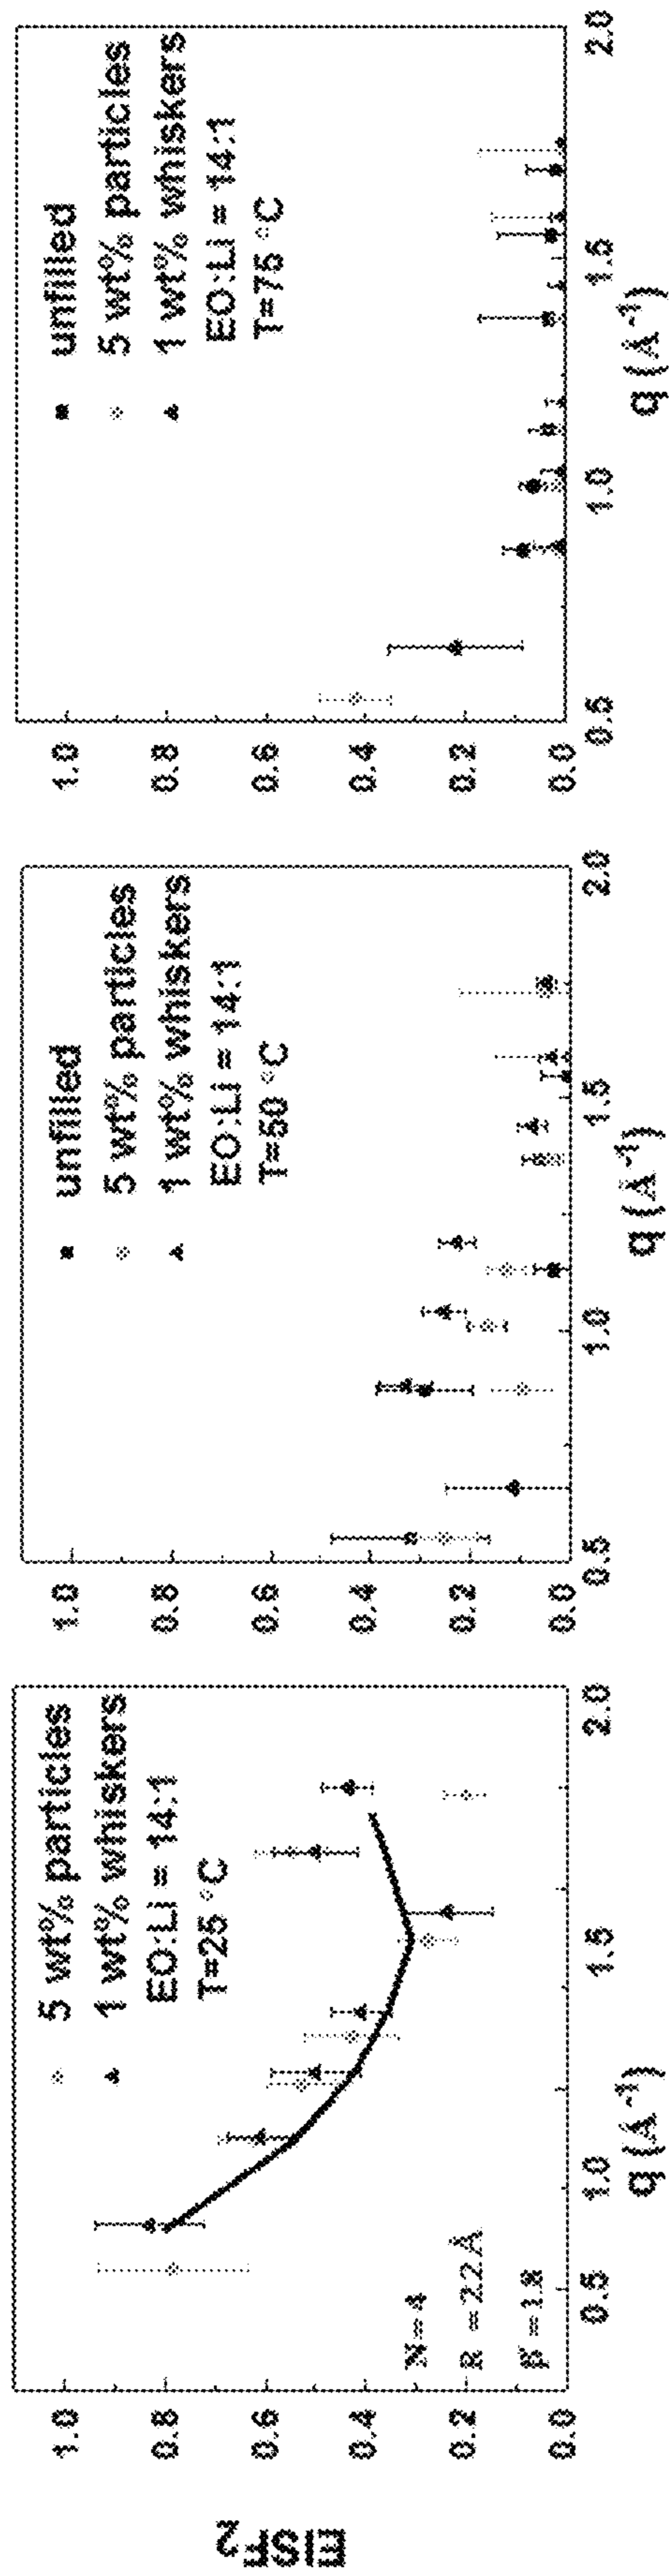 EISF2
1.0
0.8
0.6
0.4
0.2
0.0
5 wt% particles
1 wt% whiskers
EO:Li = 14:1
T=25 °C
N=4
R =22Å
β =18
0.5 1.0 1.5 2.0
q (Å-1)
1.0
0.8
0.6
0.4
0.2
0.0
unfilled
5 wt% particles
1 wt% whiskers
EO:Li = 14:1
T=50 °C
0.5 1.0 1.5 2.0
q (Å-1)
1.0
0.8
0.6
0.4
0.2
0.0
unfilled
5 wt% particles
1 wt% whiskers
EO:Li = 14:1
T=75 °C
0.5 1.0 1.5 2.0
q (Å-1)